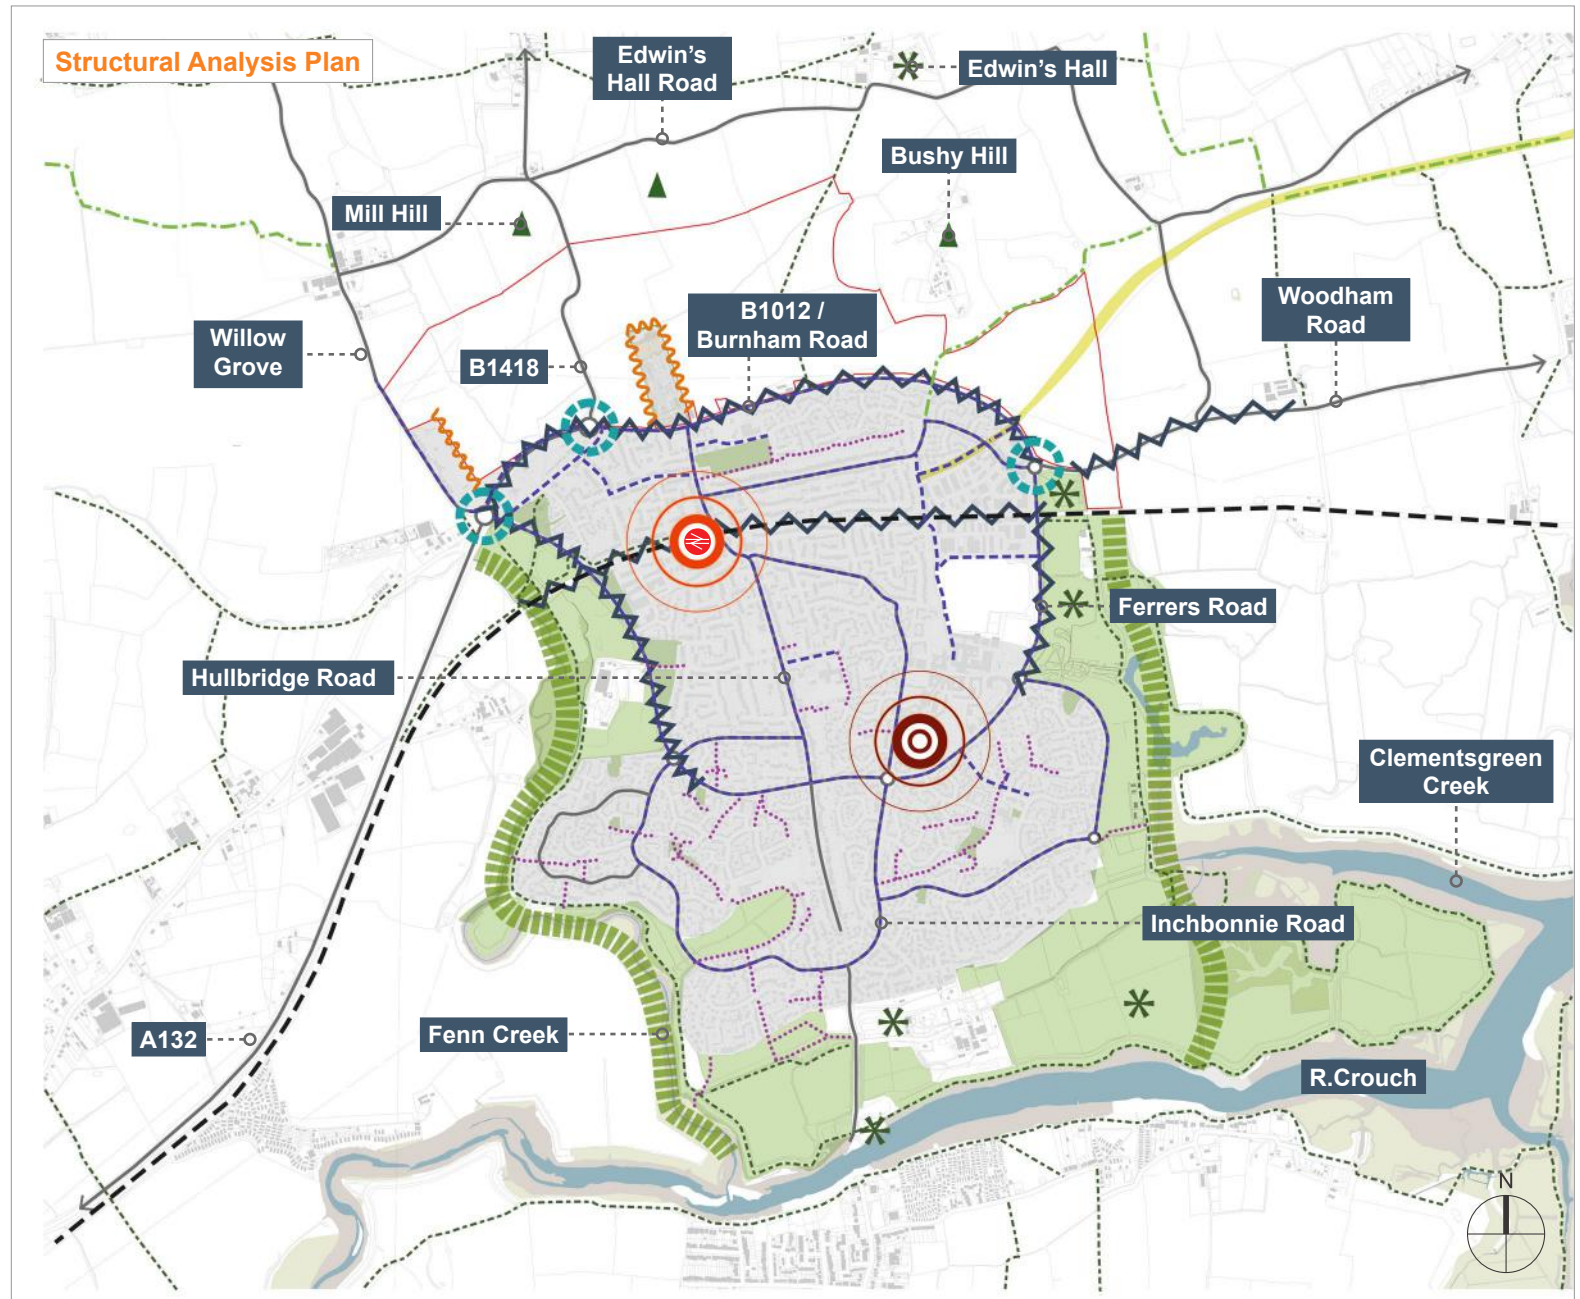 Structural Analysis Plan
Edwin's
Hall Road
Edwin's Hall
Bushy Hill
Mill Hill
B1012 /
Burnham Road
Woodham
Road
Willow
Grove
B1418
Ferrers Road
Hullbridge Road
Clementsgreen
Creek
Inchbonnie Road
A132
Fenn Creek
R.Crouch
N